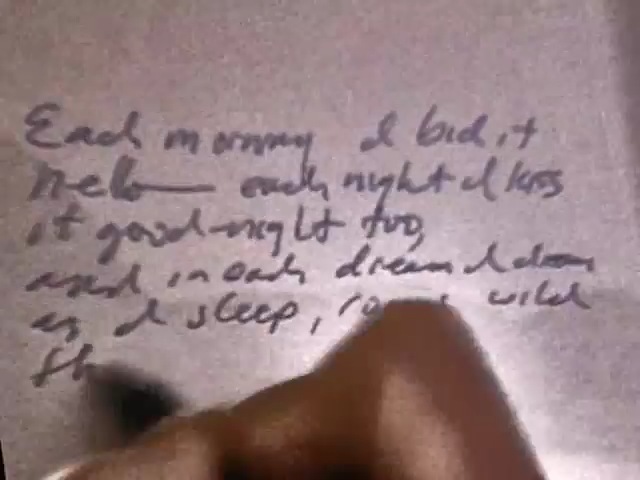 Each morning I bid it
hello— each night I kiss
it good-night too,
and in each dream I dream
as I sleep, wild